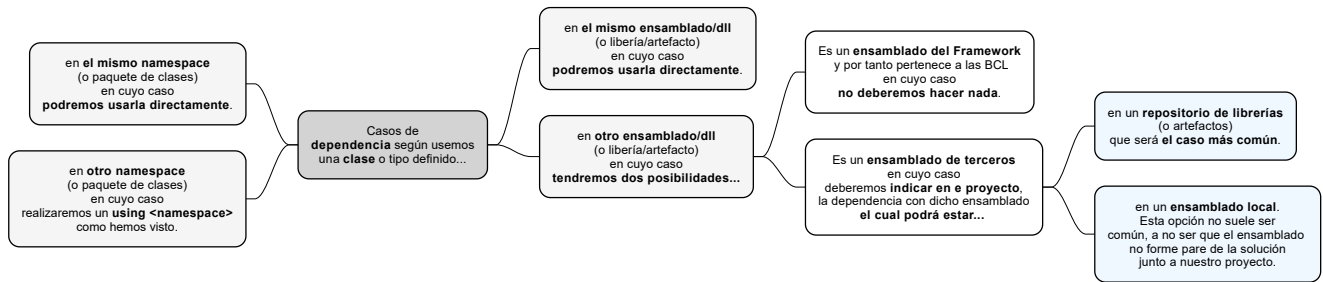 en el mismo namespace
(o paquete de clases)
en cuyo caso
podremos usarla directamente.
en otro namespace
(o paquete de clases)
en cuyo caso
realizaremos un using <namespace>
como hemos visto.
Casos de
dependencia según usemos
una clase o tipo definido...
en el mismo ensamblado/dll
(o libería/artefacto)
en cuyo caso
podremos usarla directamente.
en otro ensamblado/dll
(o libería/artefacto)
en cuyo caso
tendremos dos posibilidades...
Es un ensamblado del Framework
y por tanto pertenece a las BCL
en cuyo caso
no deberemos hacer nada.
Es un ensamblado de terceros
en cuyo caso
deberemos indicar en e proyecto,
la dependencia con dicho ensamblado
el cual podrá estar...
en un repositorio de librerías
(o artefactos)
que será el caso más común.
en un ensamblado local.
Esta opción no suele ser
común, a no ser que el ensamblado
no forme pare de la solución
junto a nuestro proyecto.